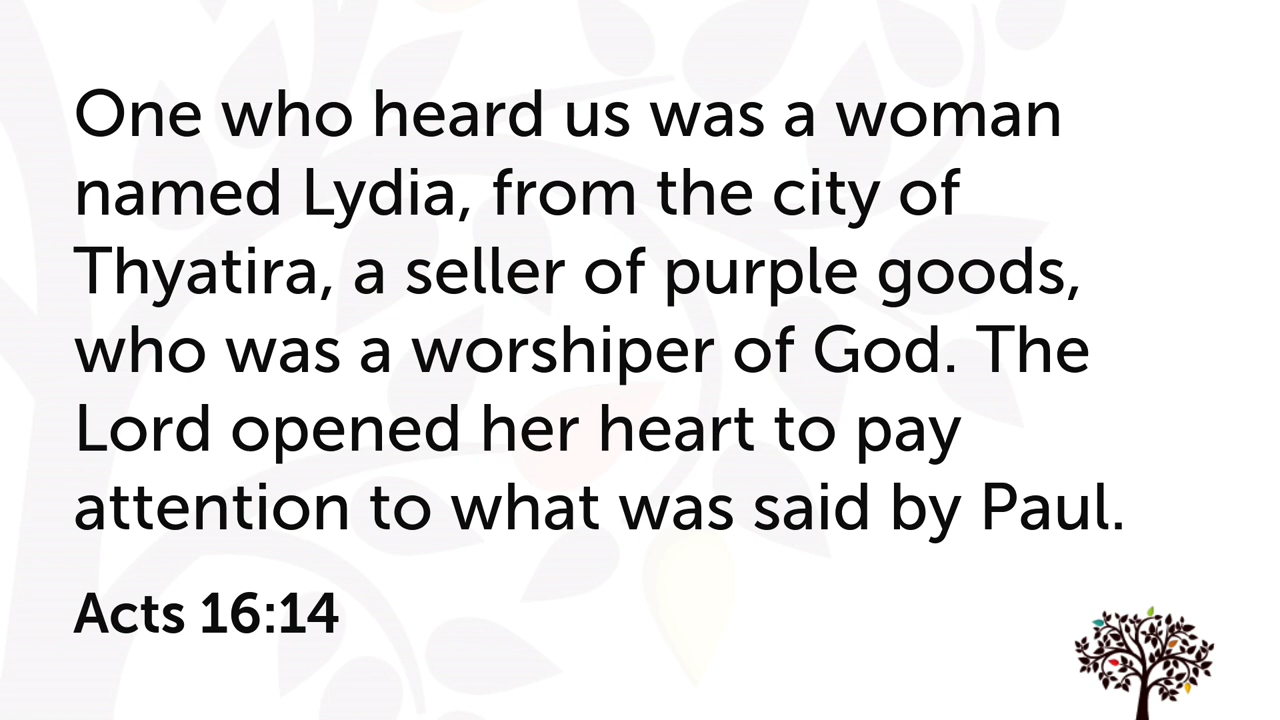 One who heard us was a woman
named Lydia, from the city of
Thyatira, a seller of purple goods,
who was a worshiper of God. The
Lord opened her heart to pay
attention to what was said by Paul.
Acts 16:14